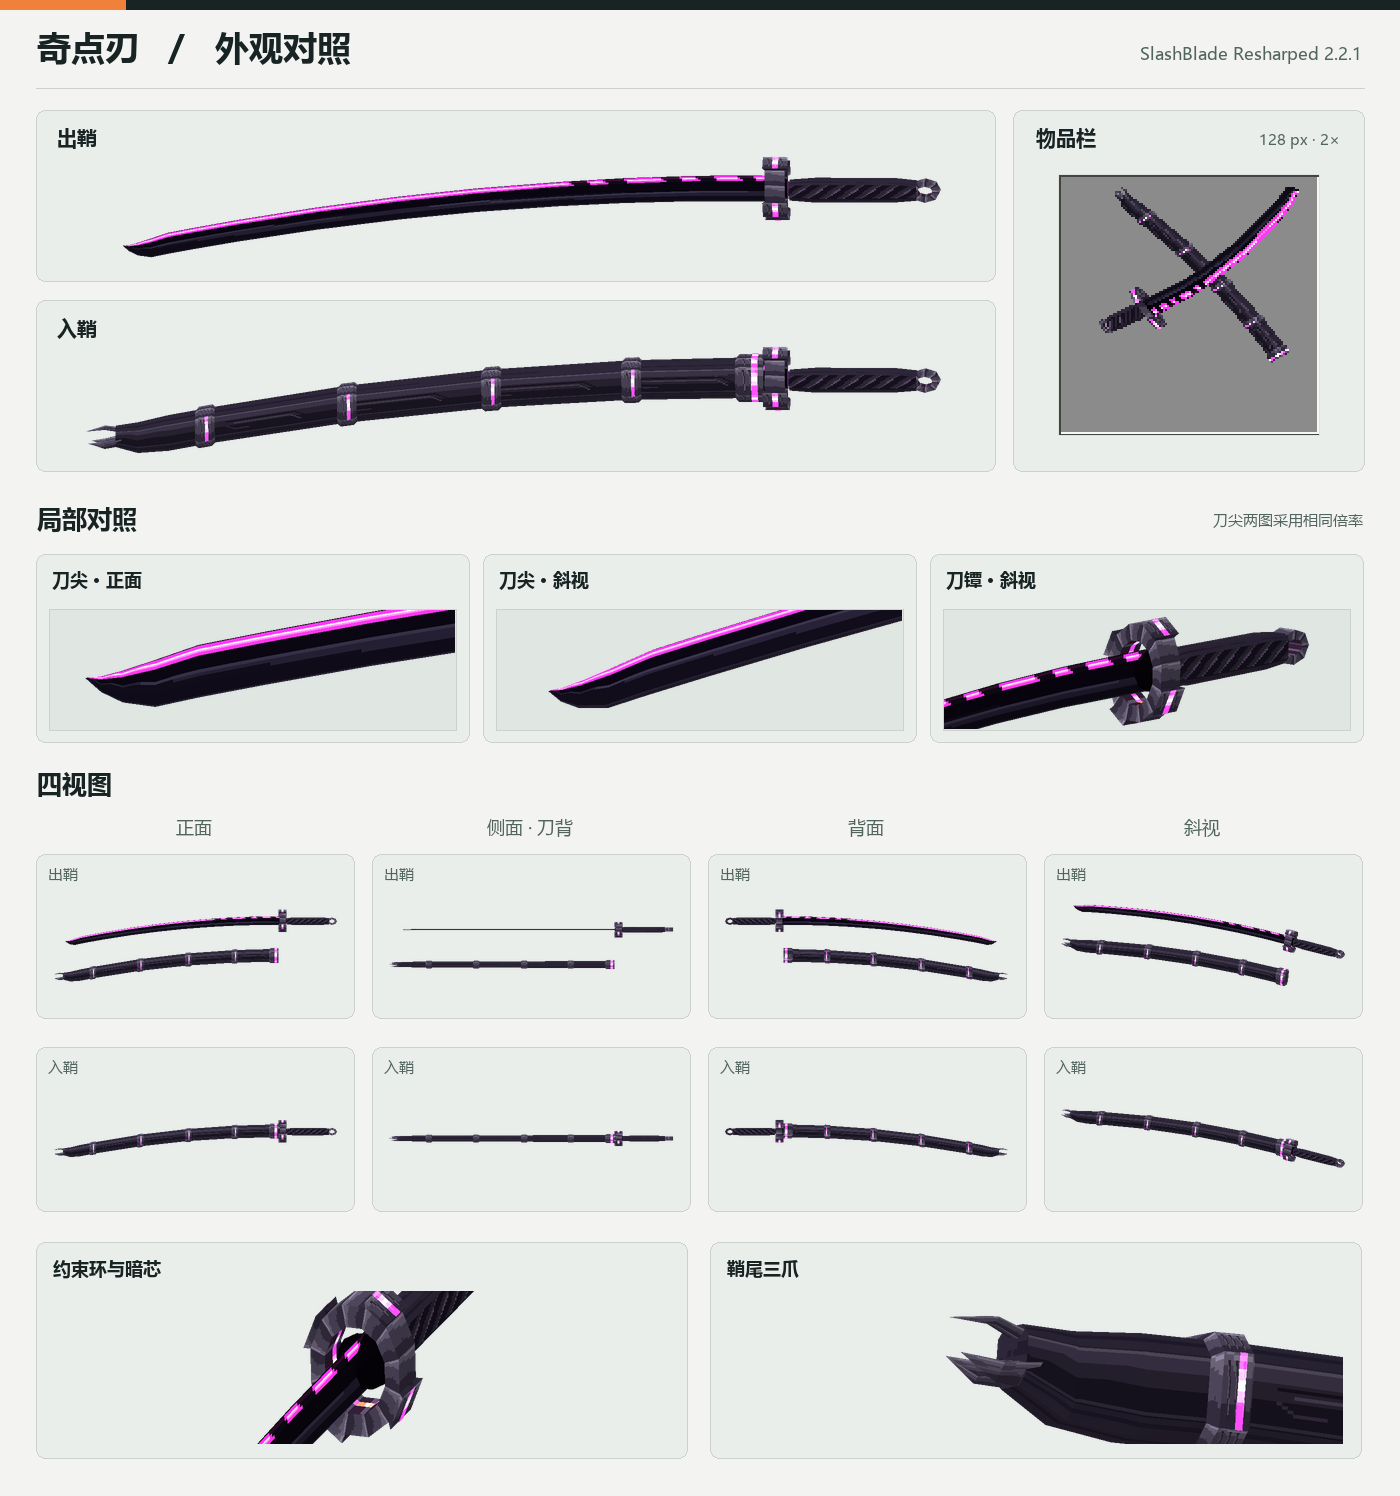 奇点刃 / 外观对照
SlashBlade Resharped 2.2.1
出鞘
物品栏
128 px · 2×
入鞘
局部对照
刀尖两图采用相同倍率
刀尖 · 正面
刀尖 · 斜视
刀镡 · 斜视
四视图
正面
侧面 · 刀背
背面
斜视
出鞘
出鞘
出鞘
出鞘
入鞘
入鞘
入鞘
入鞘
约束环与暗芯
鞘尾三爪